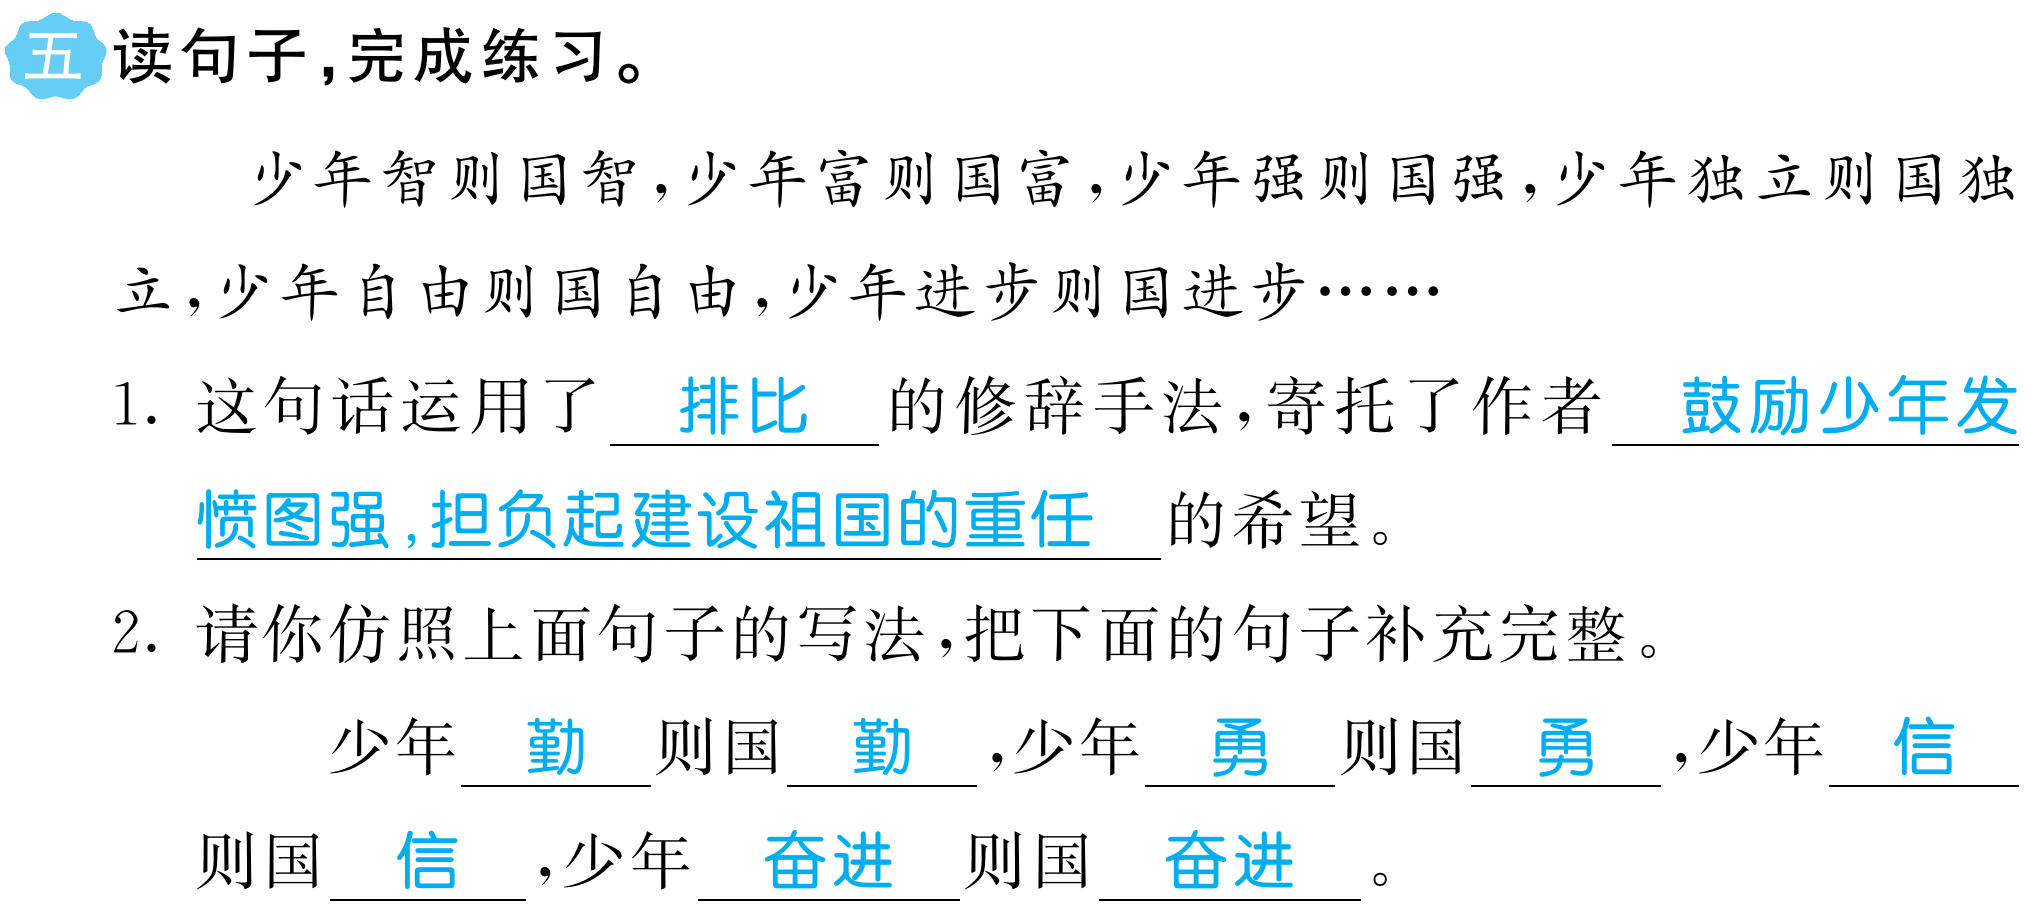 五 读句子,完成练习。
少年智则国智,少年富则国富,少年强则国强,少年独立则国独
立,少年自由则国自由,少年进步则国进步……
1. 这句话运用了 排比 的修辞手法,寄托了作者 鼓励少年发
愤图强,担负起建设祖国的重任 的希望。
2. 请你仿照上面句子的写法,把下面的句子补充完整。
少年 勤 则国 勤 ,少年 勇 则国 勇 ,少年 信
则国 信 ,少年 奋进 则国 奋进 。